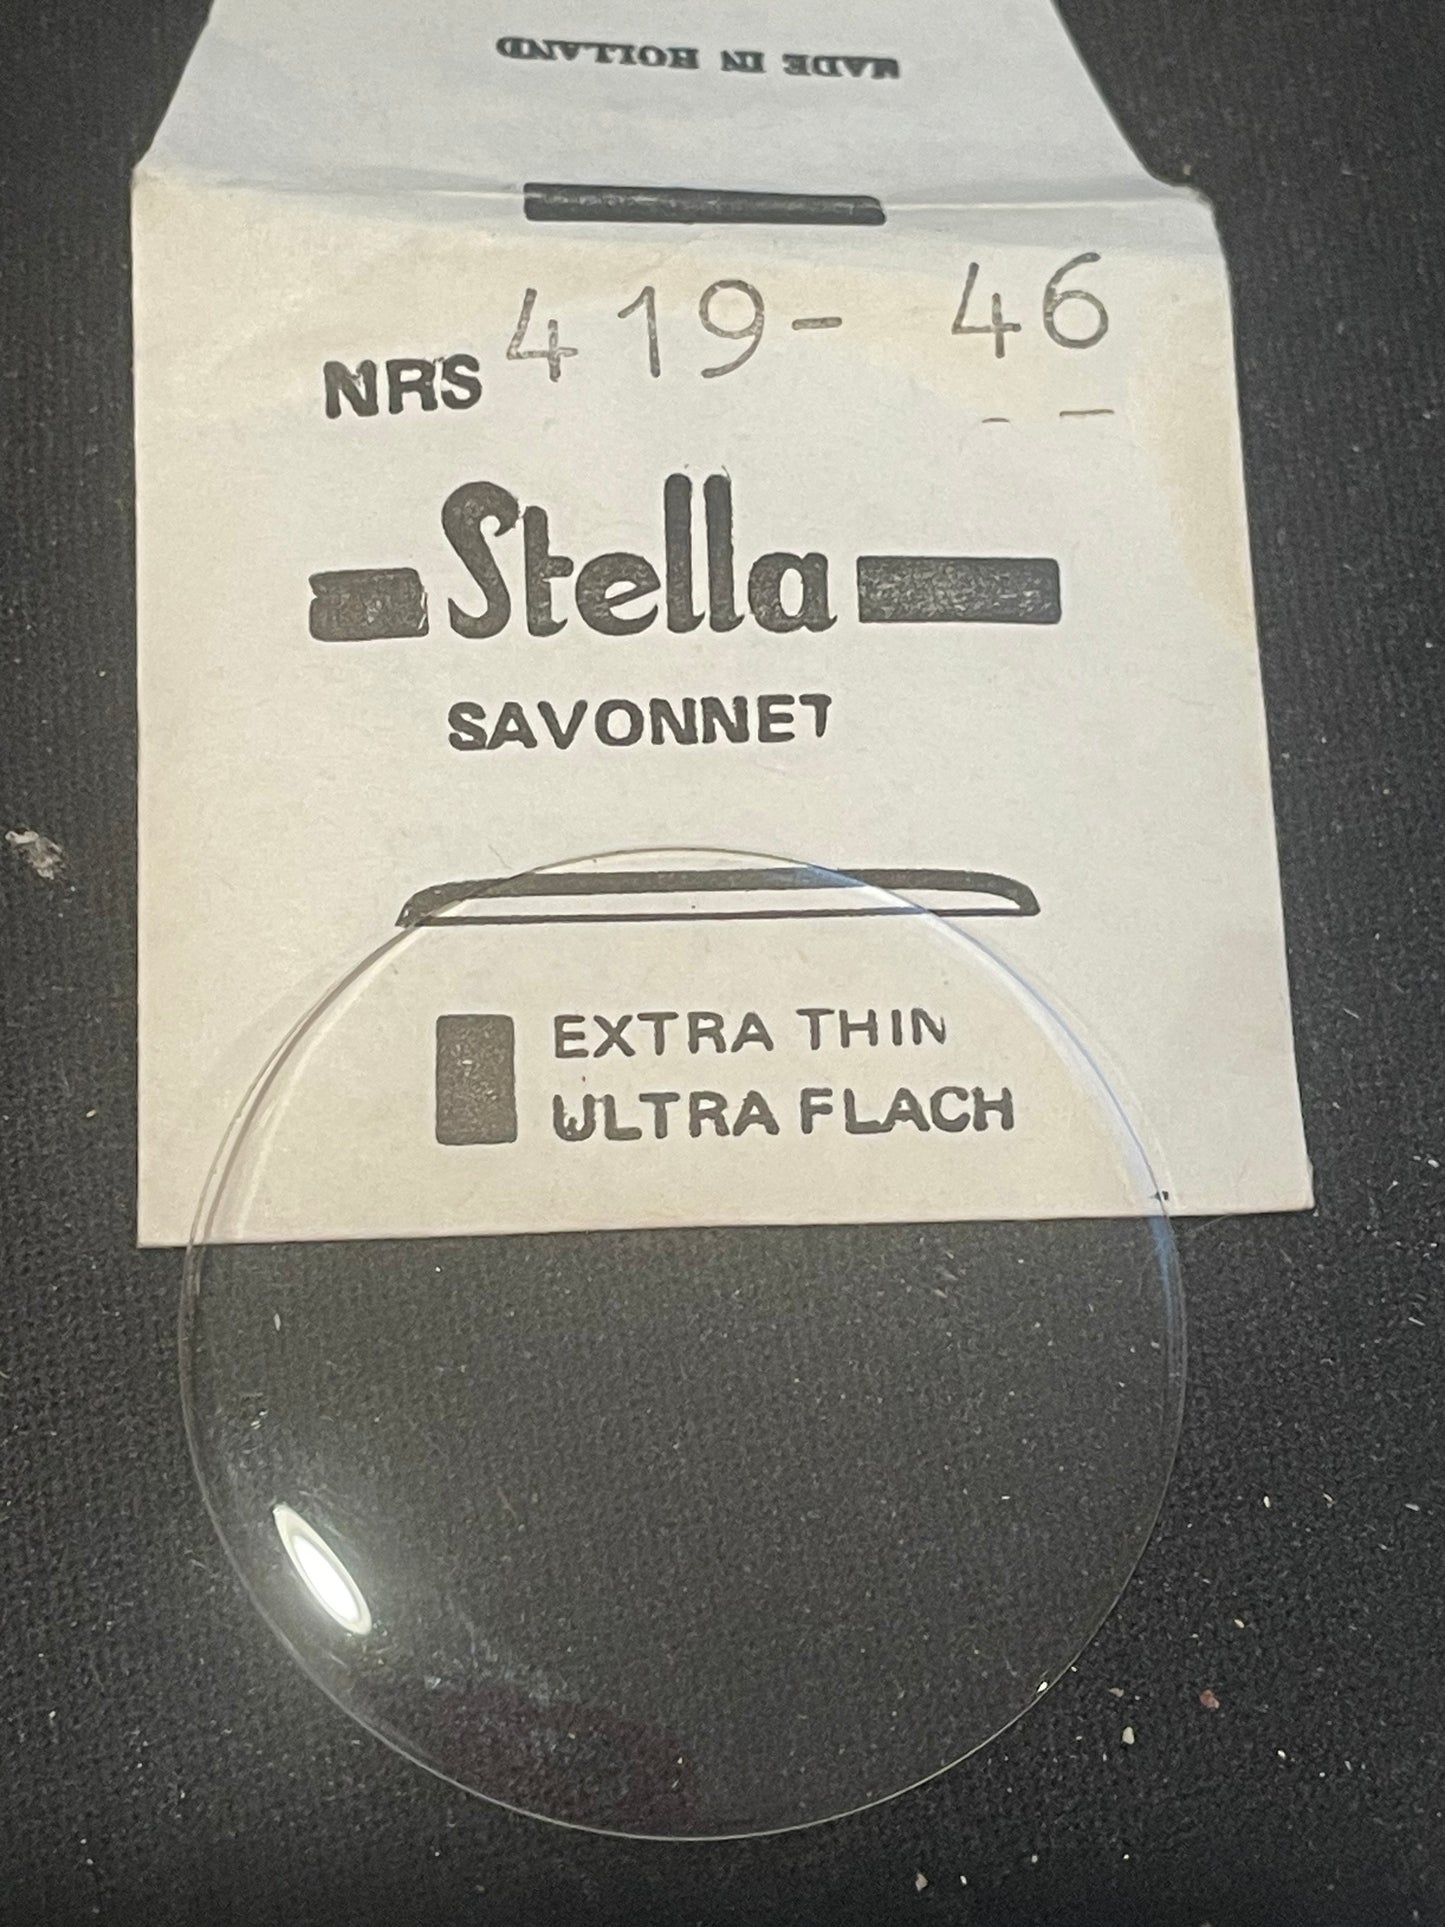 MADE IN HOLLAND
NRS 419- 46
Stella
SAVONNET
EXTRA THIN
ULTRA FLACH